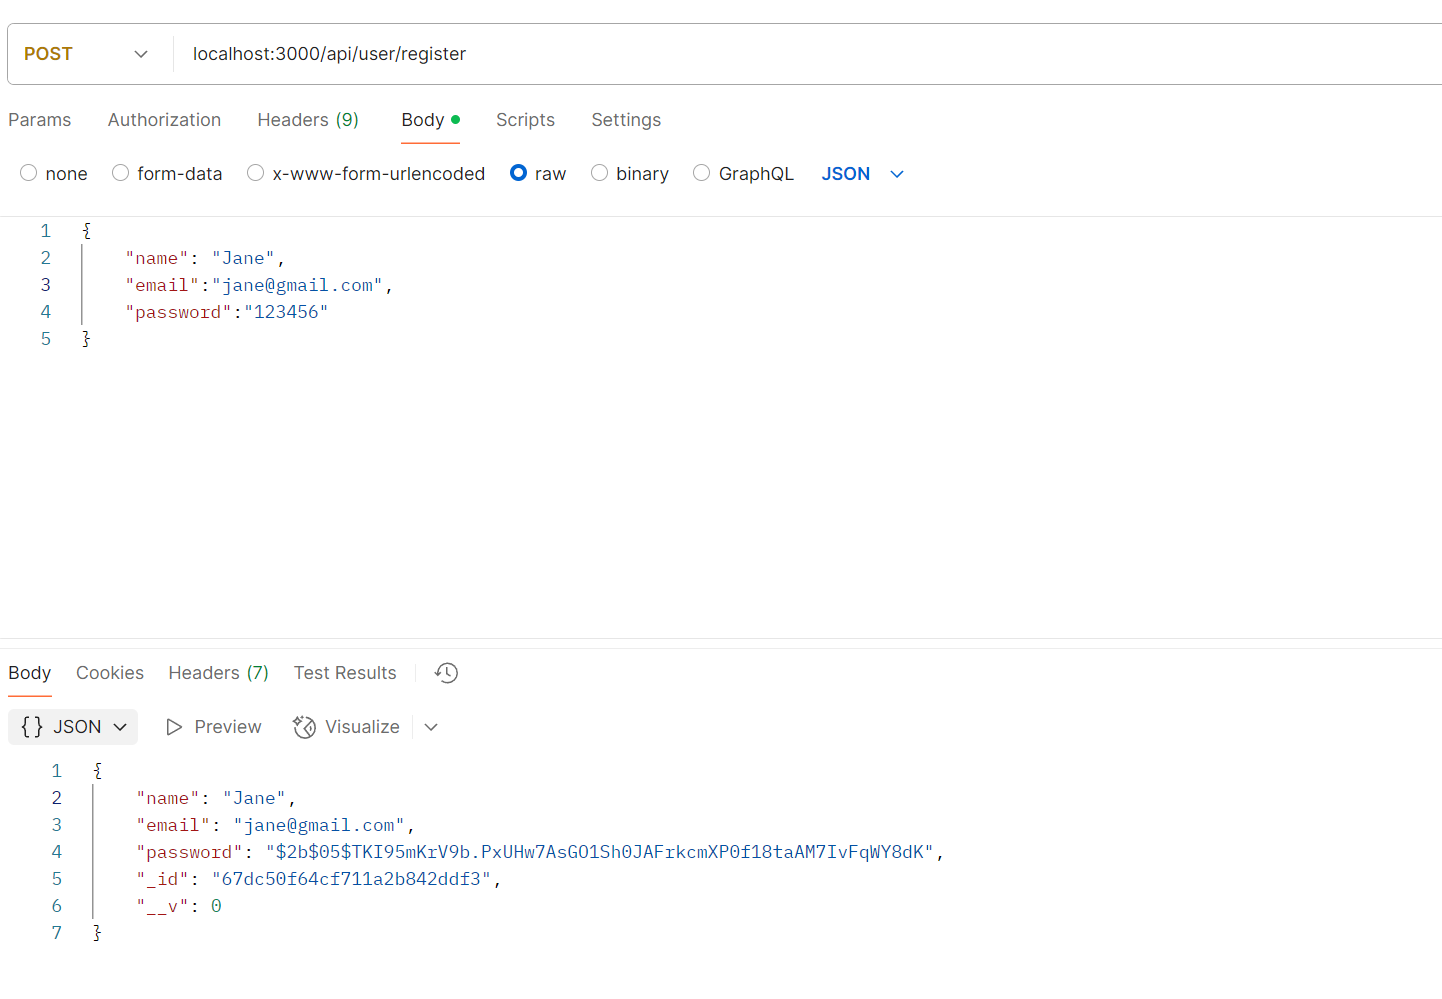 POST localhost:3000/api/user/register
Params Authorization Headers (9) Body Scripts Settings
none form-data x-www-form-urlencoded raw binary GraphQL JSON
1 {
2 "name": "Jane",
3 "email":"jane@gmail.com",
4 "password":"123456"
5 }
Body Cookies Headers (7) Test Results
{} JSON Preview Visualize
1 {
2 "name": "Jane",
3 "email": "jane@gmail.com",
4 "password": "$2b$05$TKI95mKrV9b.PxUHw7AsGO1Sh0JAFrkcmXP0f18taAM7IvFqWY8dK",
5 "_id": "67dc50f64cf711a2b842ddf3",
6 "__v": 0
7 }